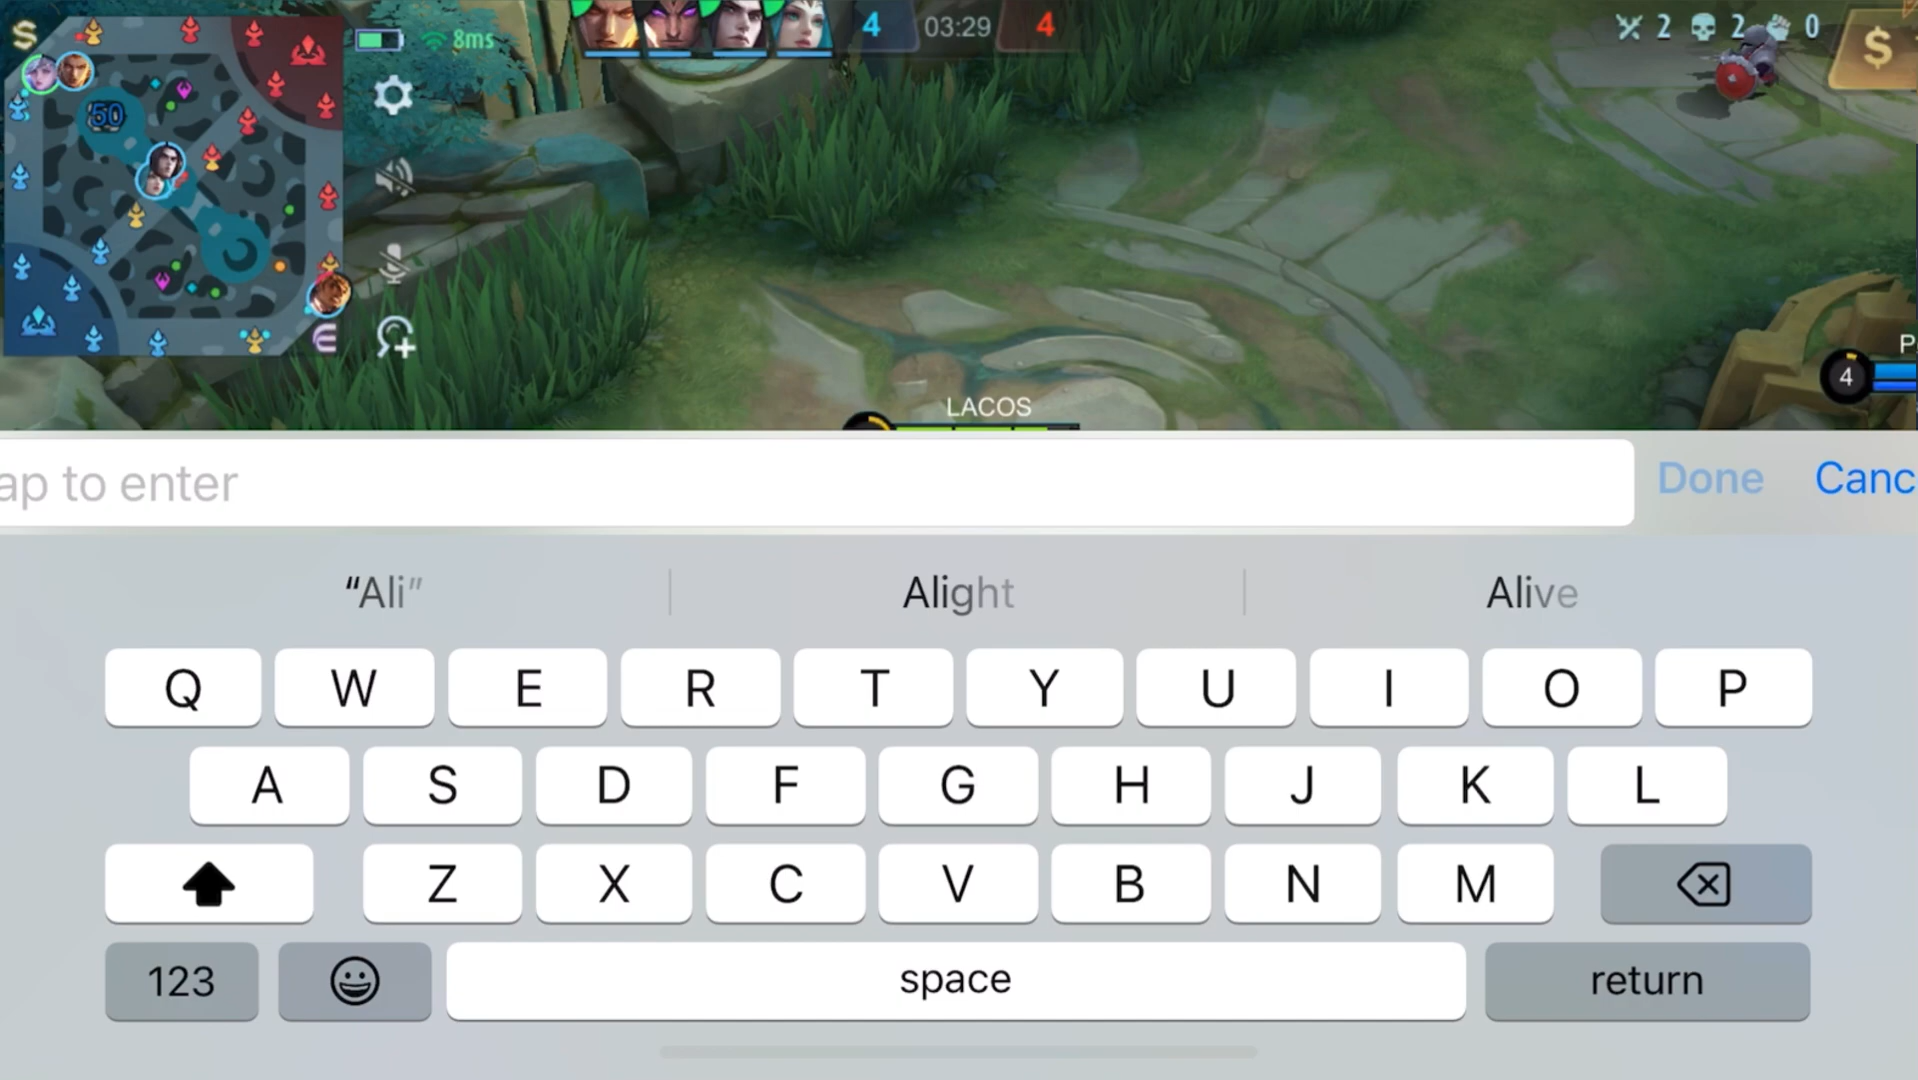 8ms
4 03:29 4
2 2 0
50
P
4
LACOS
ap to enter
Done Canc
“Ali” Alight Alive
Q W E R T Y U I O P
A S D F G H J K L
Z X C V B N M
123 space return